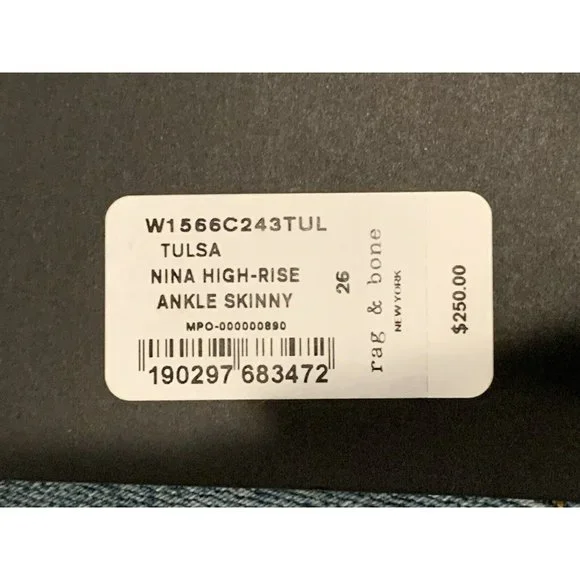 W1566C243TUL
TULSA
NINA HIGH-RISE
ANKLE SKINNY
MPO-000000890
190297 683472
26
rag & bone
NEW YORK
$250.00